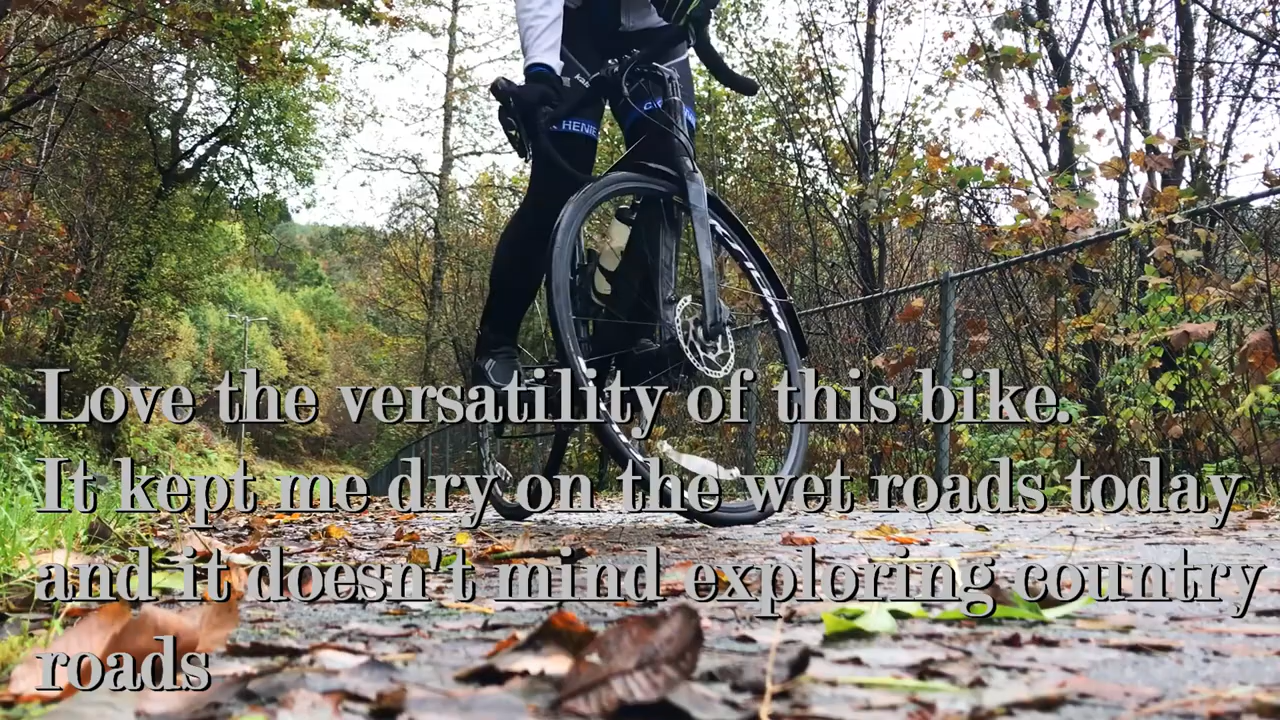 HENIE
Love the versatility of this bike.
It kept me dry on the wet roads today
and it doesn't mind exploring country
roads